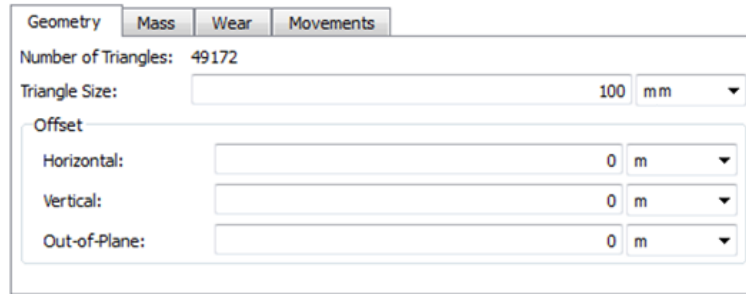 Geometry Mass Wear Movements
Number of Triangles: 49172
Triangle Size: 100 mm
Offset
Horizontal: 0 m
Vertical: 0 m
Out-of-Plane: 0 m